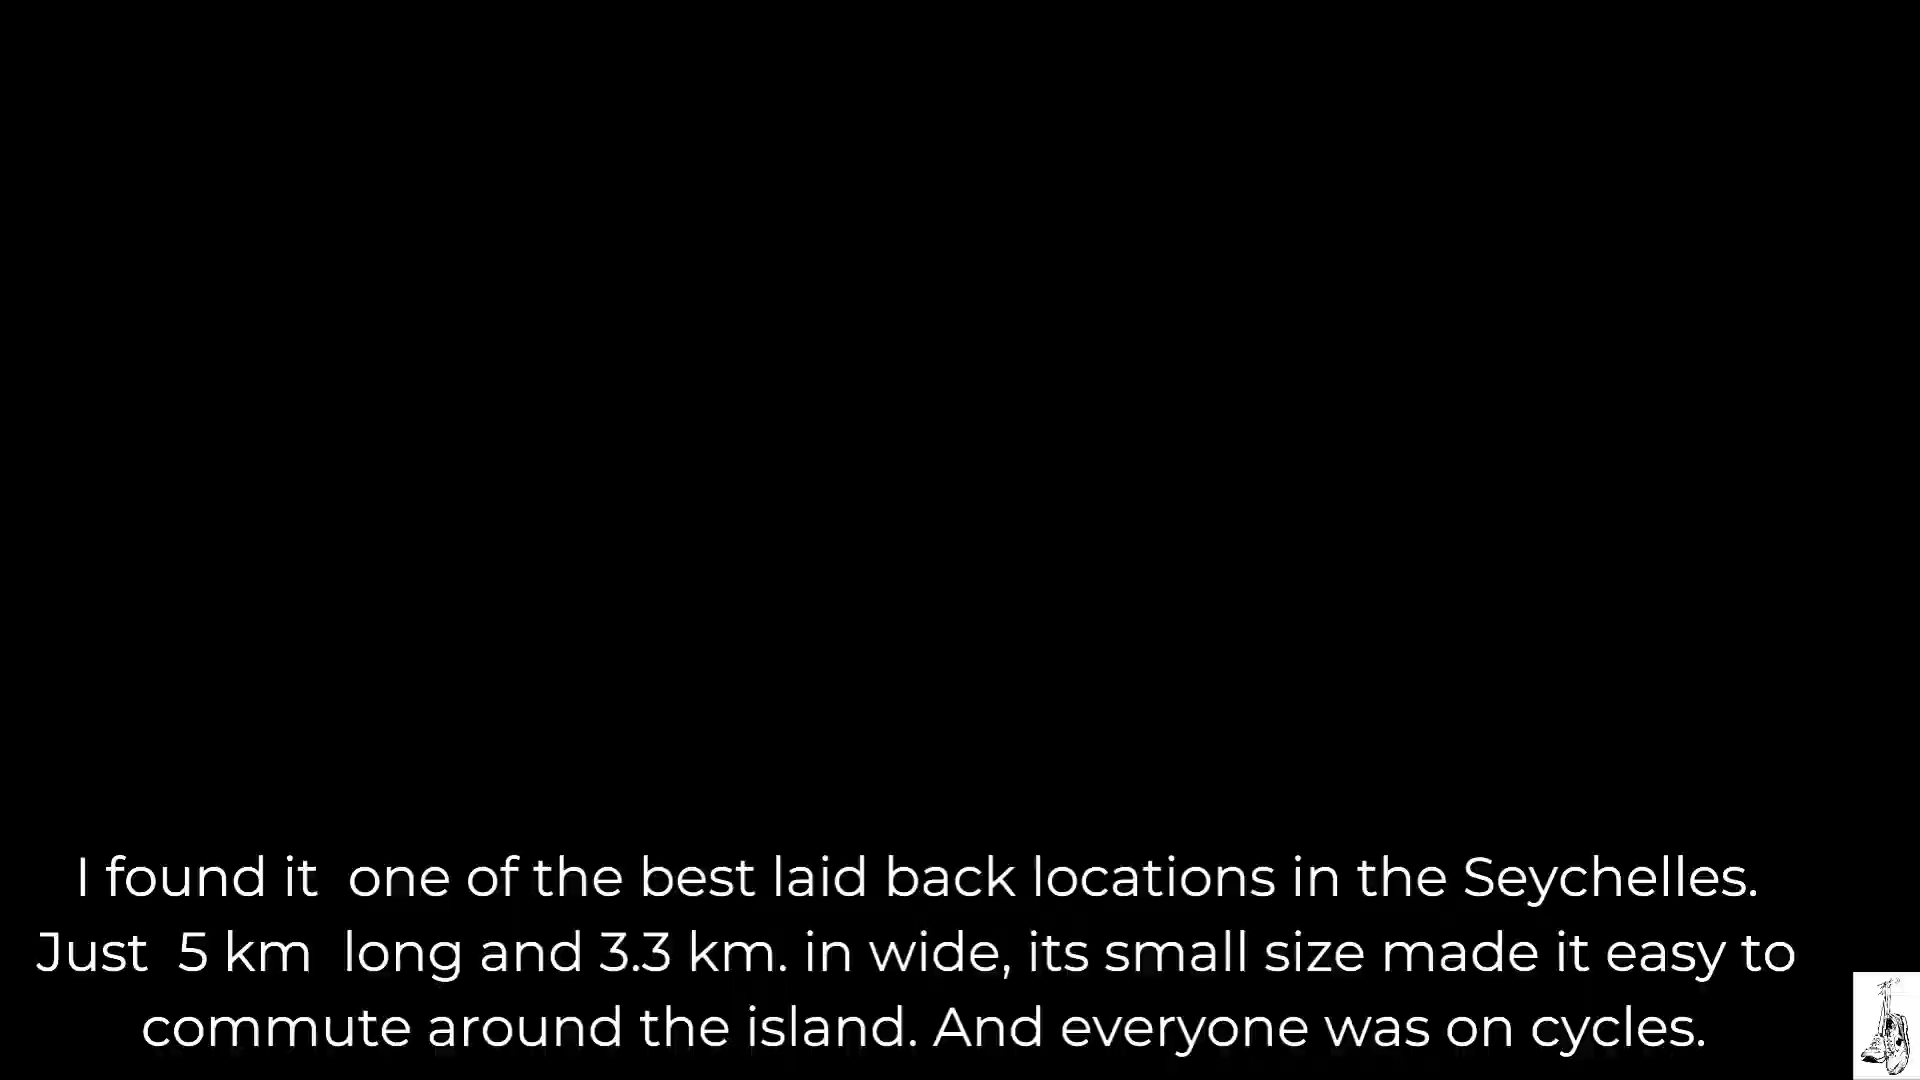 I found it  one of the best laid back locations in the Seychelles.
Just  5 km  long and 3.3 km. in wide, its small size made it easy to
commute around the island. And everyone was on cycles.